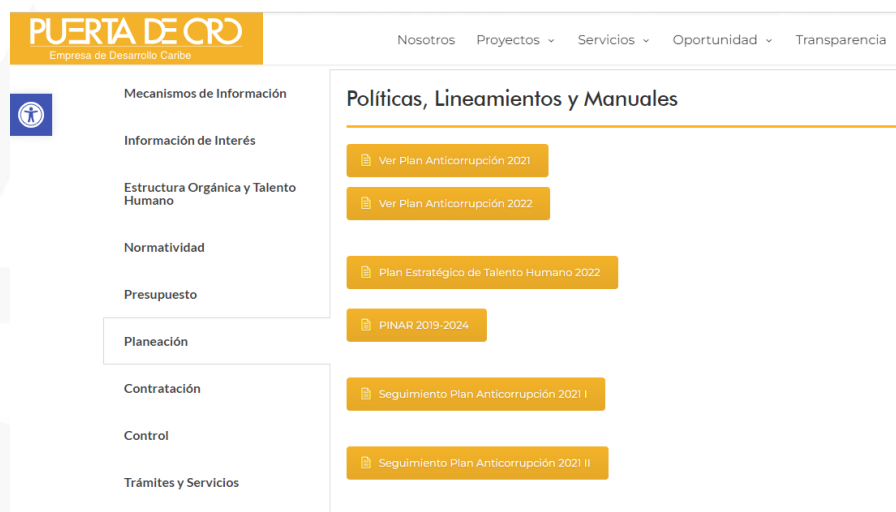 PUERTA DE ORO
Empresa de Desarrollo Caribe
Nosotros Proyectos Servicios Oportunidad Transparencia
Mecanismos de Información
Información de Interés
Estructura Orgánica y Talento
Humano
Normatividad
Presupuesto
Planeación
Contratación
Control
Trámites y Servicios
Políticas, Lineamientos y Manuales
Ver Plan Anticorrupción 2021
Ver Plan Anticorrupción 2022
Plan Estratégico de Talento Humano 2022
PINAR 2019-2024
Seguimiento Plan Anticorrupción 2021 I
Seguimiento Plan Anticorrupción 2021 II